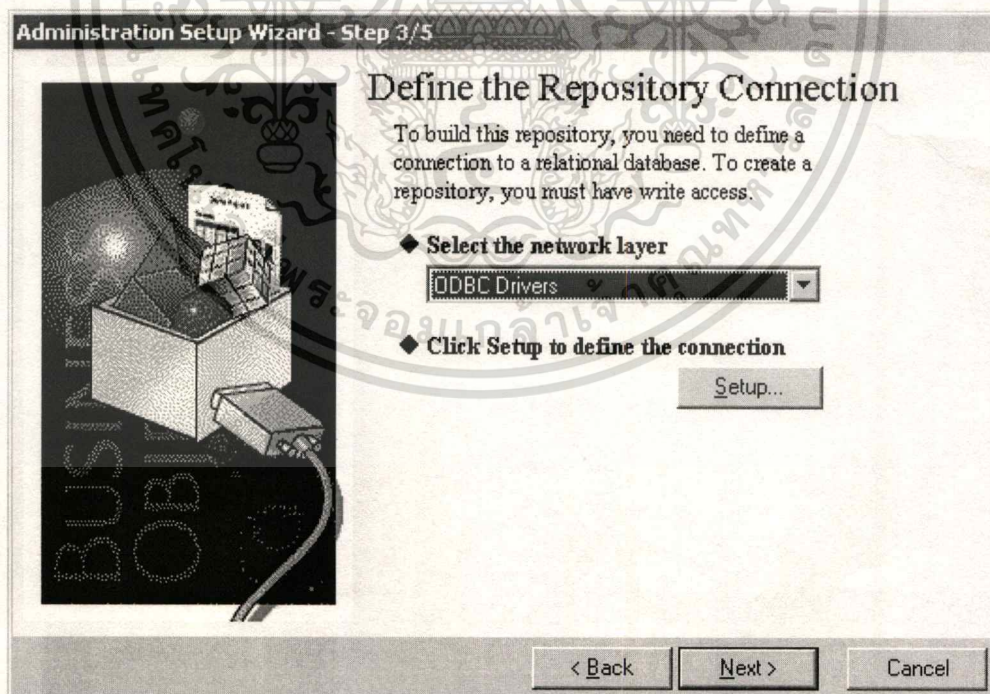 Administration Setup Wizard - Step 3/5
Define the Repository Connection
To build this repository, you need to define a
connection to a relational database. To create a
repository, you must have write access.
Select the network layer
ODBC Drivers
Click Setup to define the connection
Setup...
BUSINESS
< Back
Next >
Cancel